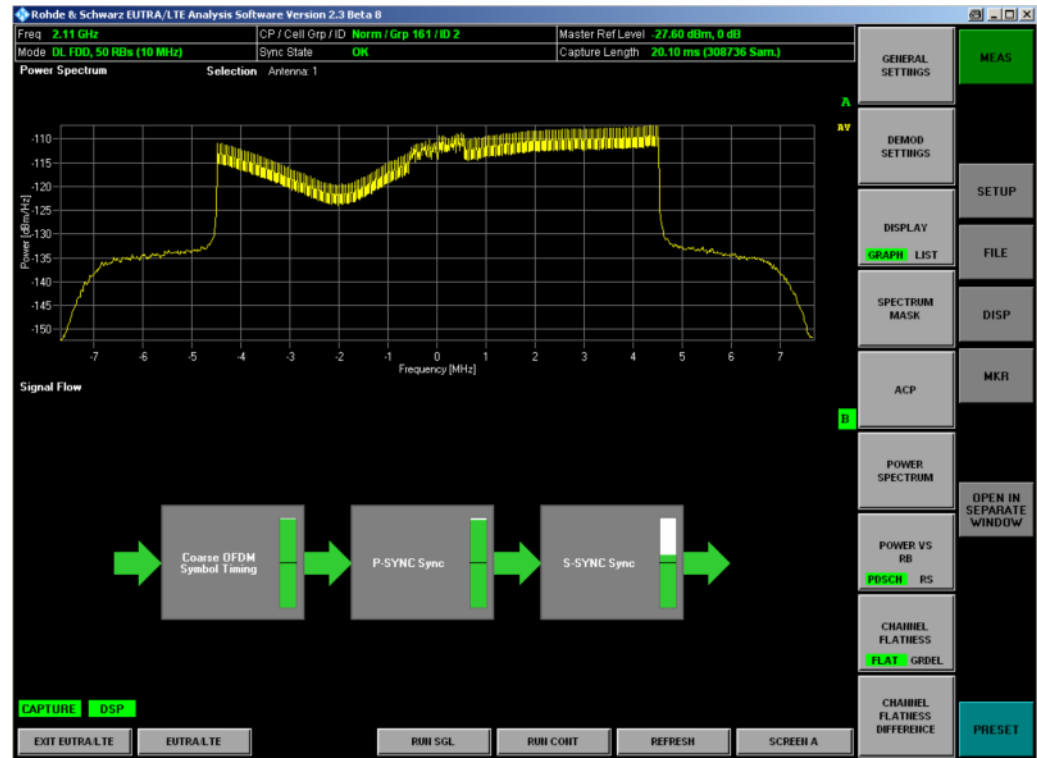 Rohde & Schwarz EUTRA/LTE Analysis Software Version 2.3 Beta 8
Freq 2.11 GHz CP / Cell Grp / ID Norm / Grp 161 / ID 2 Master Ref Level -27.60 dBm, 0 dB
Mode DL FDD, 50 RBs (10 MHz) Sync State OK Capture Length 20.10 ms (308736 Sam.)
Power Spectrum Selection Antenna: 1
A
AV
Power [dBm/Hz]
-110
-115
-120
-125
-130
-135
-140
-145
-150
-7 -6 -5 -4 -3 -2 -1 0 1 2 3 4 5 6 7
Frequency [MHz]
Signal Flow
B
Coarse OFDM
Symbol Timing
P-SYNC Sync
S-SYNC Sync
CAPTURE DSP
EXIT EUTRA/LTE EUTRA/LTE RUN SGL RUN CONT REFRESH SCREEN A
GENERAL
SETTINGS
DEMOD
SETTINGS
DISPLAY
GRAPH LIST
SPECTRUM
MASK
ACP
POWER
SPECTRUM
POWER VS
RB
PDSCH RS
CHANNEL
FLATNESS
FLAT GRDEL
CHANNEL
FLATNESS
DIFFERENCE
MEAS
SETUP
FILE
DISP
MKR
OPEN IN
SEPARATE
WINDOW
PRESET